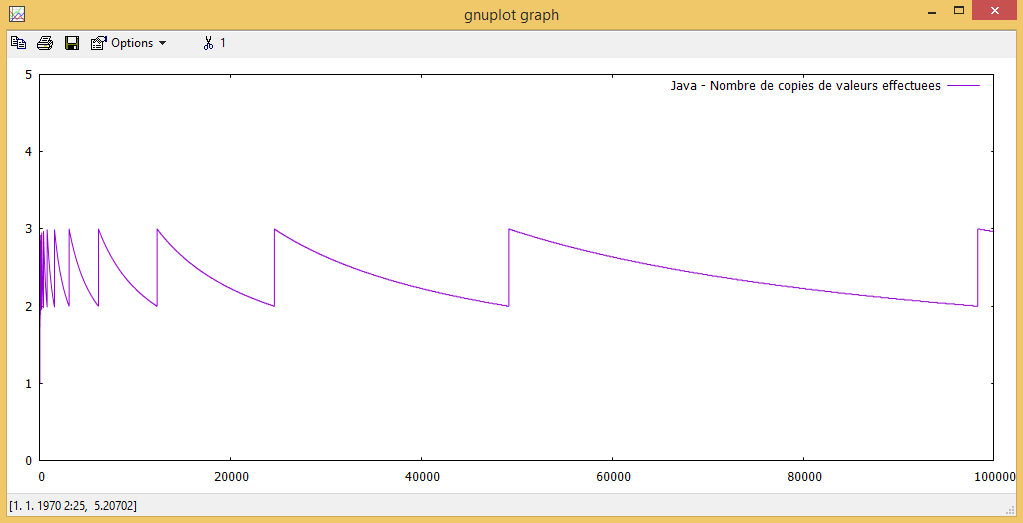 gnuplot graph
Options 1
5
Java - Nombre de copies de valeurs effectuees
4
3
2
1
0
0 20000 40000 60000 80000 100000
[1. 1. 1970 2:25, 5.20702]